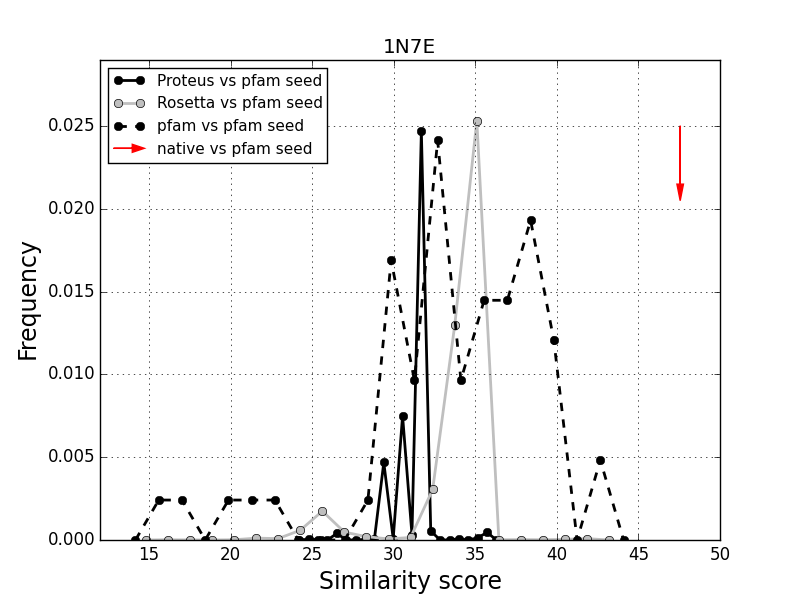 1N7E
Proteus vs pfam seed
Rosetta vs pfam seed
pfam vs pfam seed
native vs pfam seed
Frequency
0.025
0.020
0.015
0.010
0.005
0.000
15 20 25 30 35 40 45 50
Similarity score